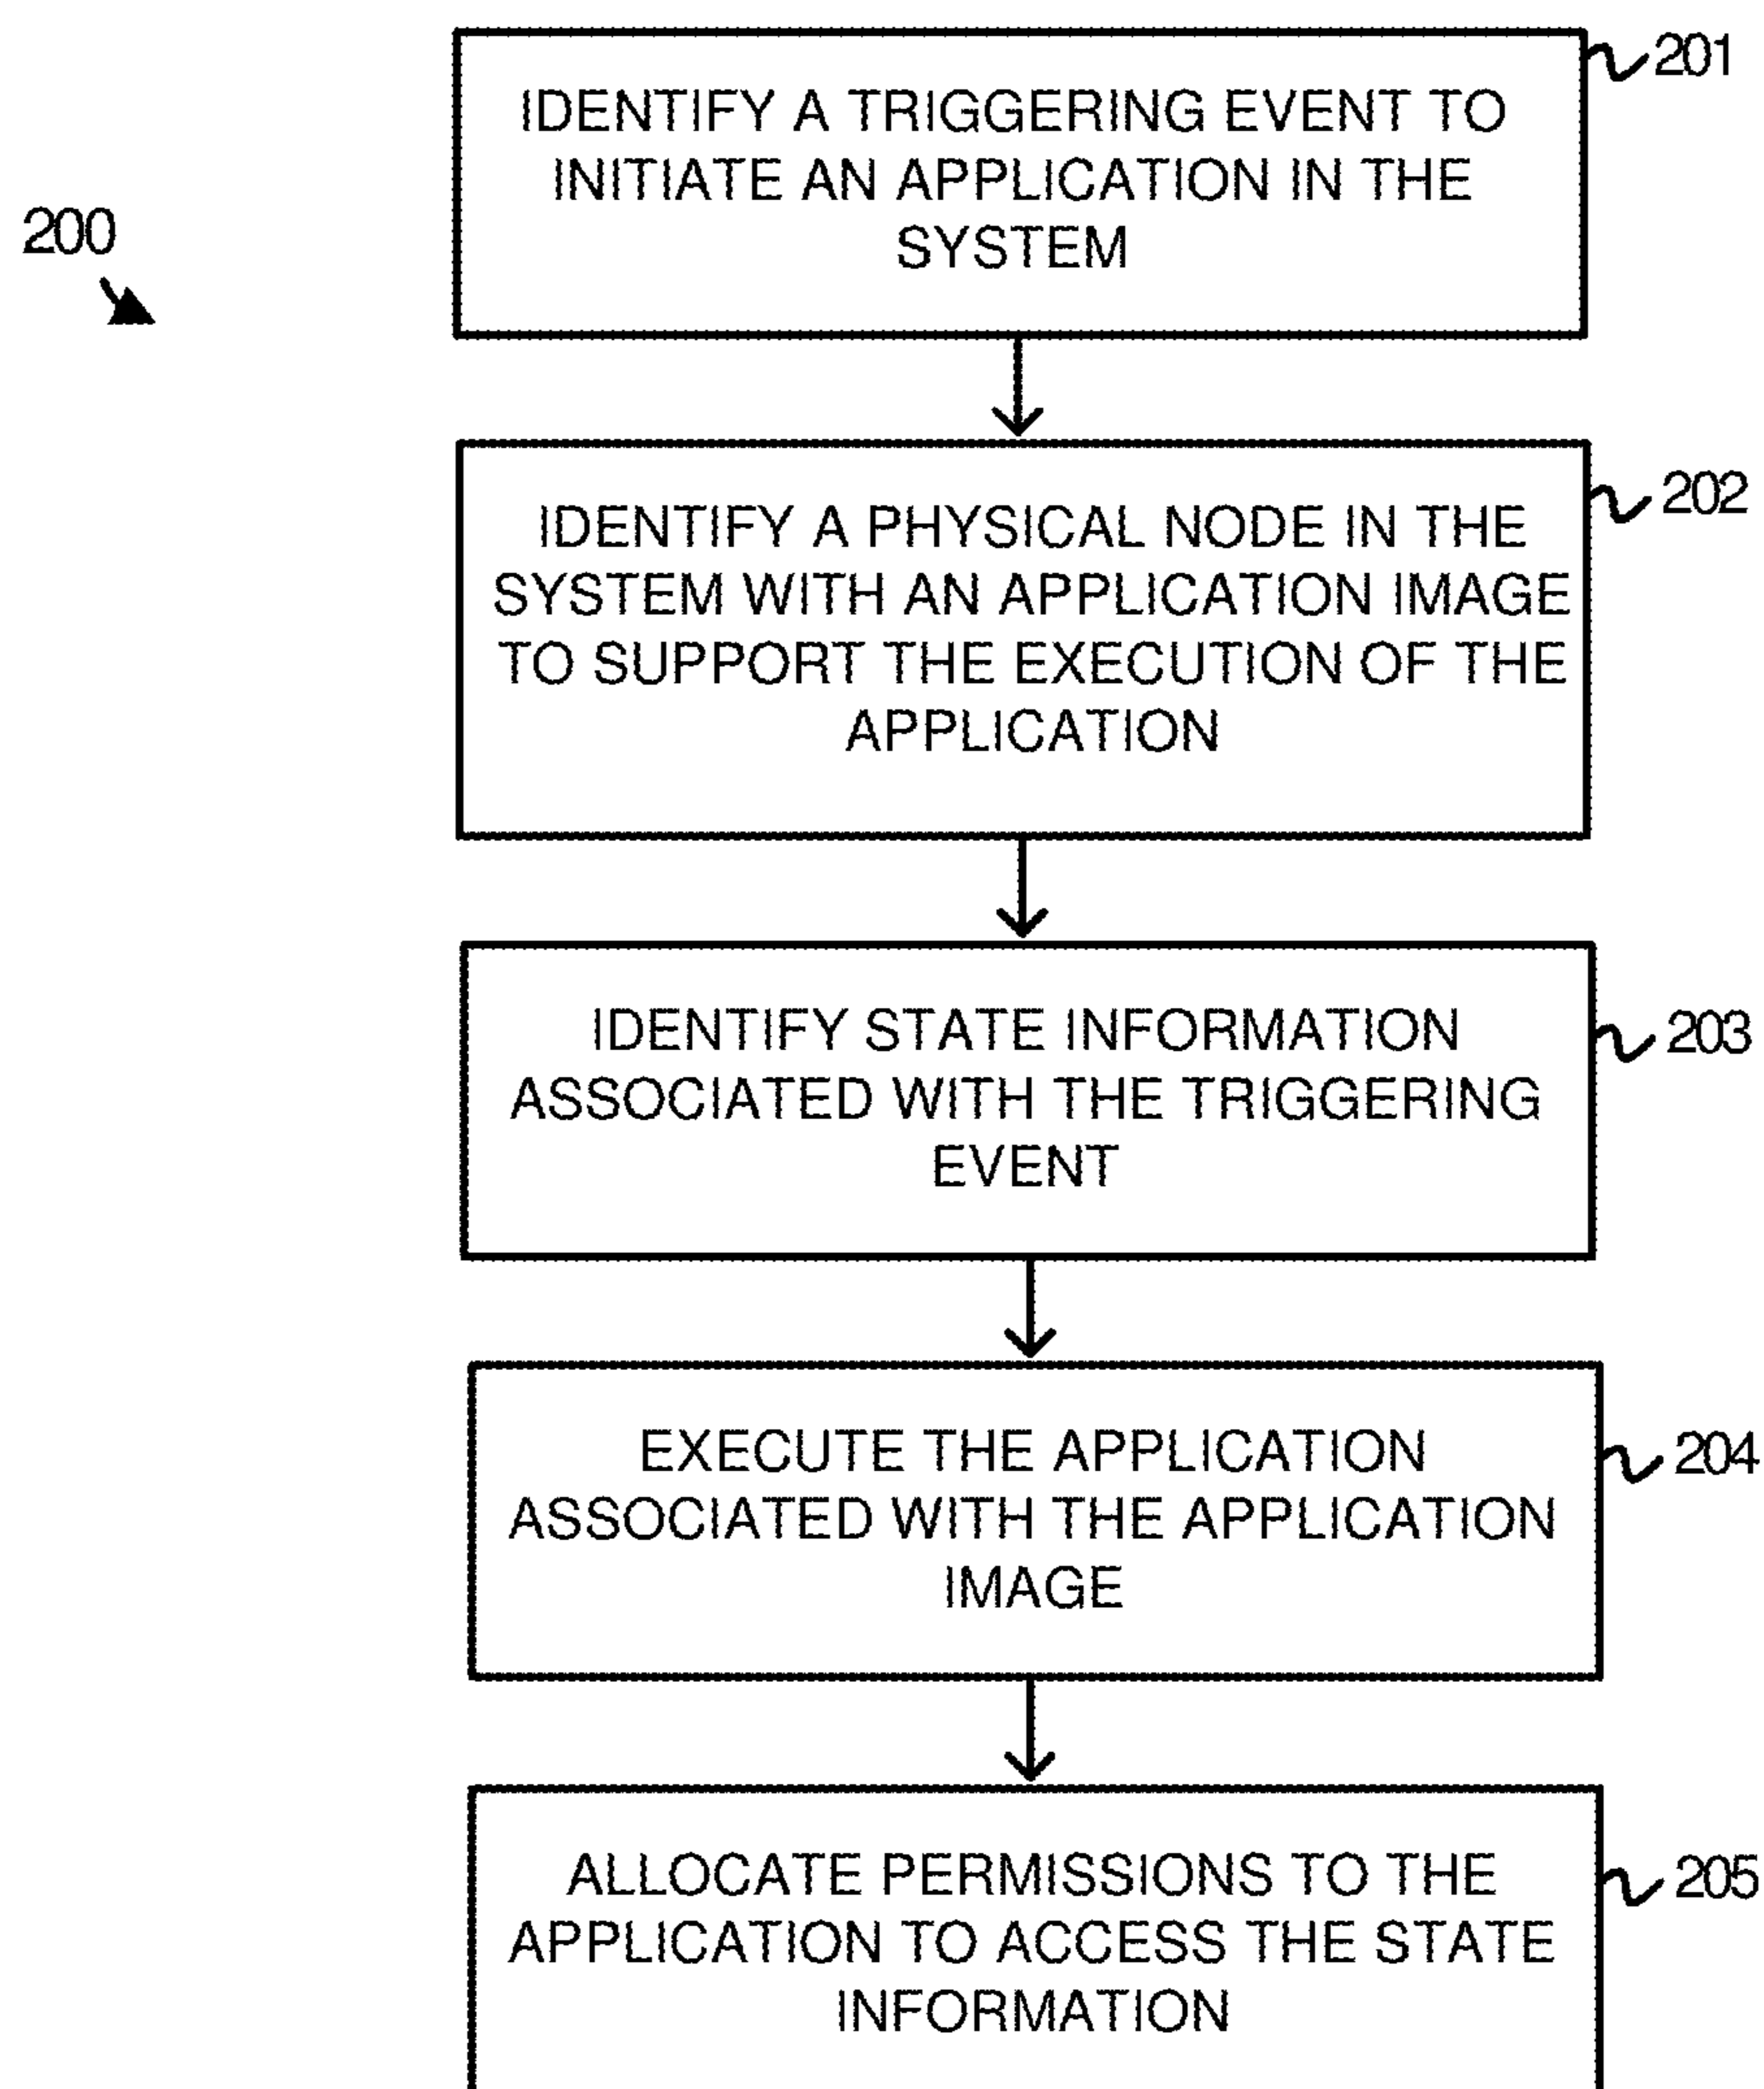 201
IDENTIFY A TRIGGERING EVENT TO
INITIATE AN APPLICATION IN THE
SYSTEM
200
202
IDENTIFY A PHYSICAL NODE IN THE
SYSTEM WITH AN APPLICATION IMAGE
TO SUPPORT THE EXECUTION OF THE
APPLICATION
203
IDENTIFY STATE INFORMATION
ASSOCIATED WITH THE TRIGGERING
EVENT
204
EXECUTE THE APPLICATION
ASSOCIATED WITH THE APPLICATION
IMAGE
205
ALLOCATE PERMISSIONS TO THE
APPLICATION TO ACCESS THE STATE
INFORMATION